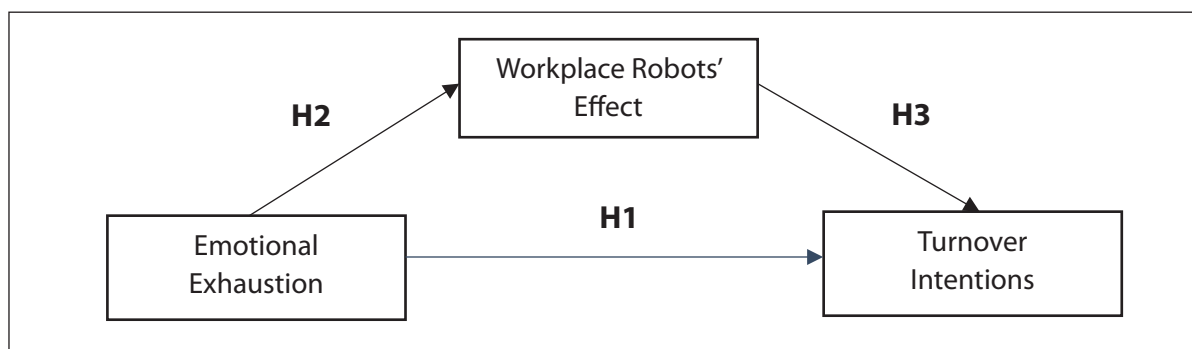 Workplace Robots’
Effect
H2
H3
H1
Emotional
Exhaustion
Turnover
Intentions